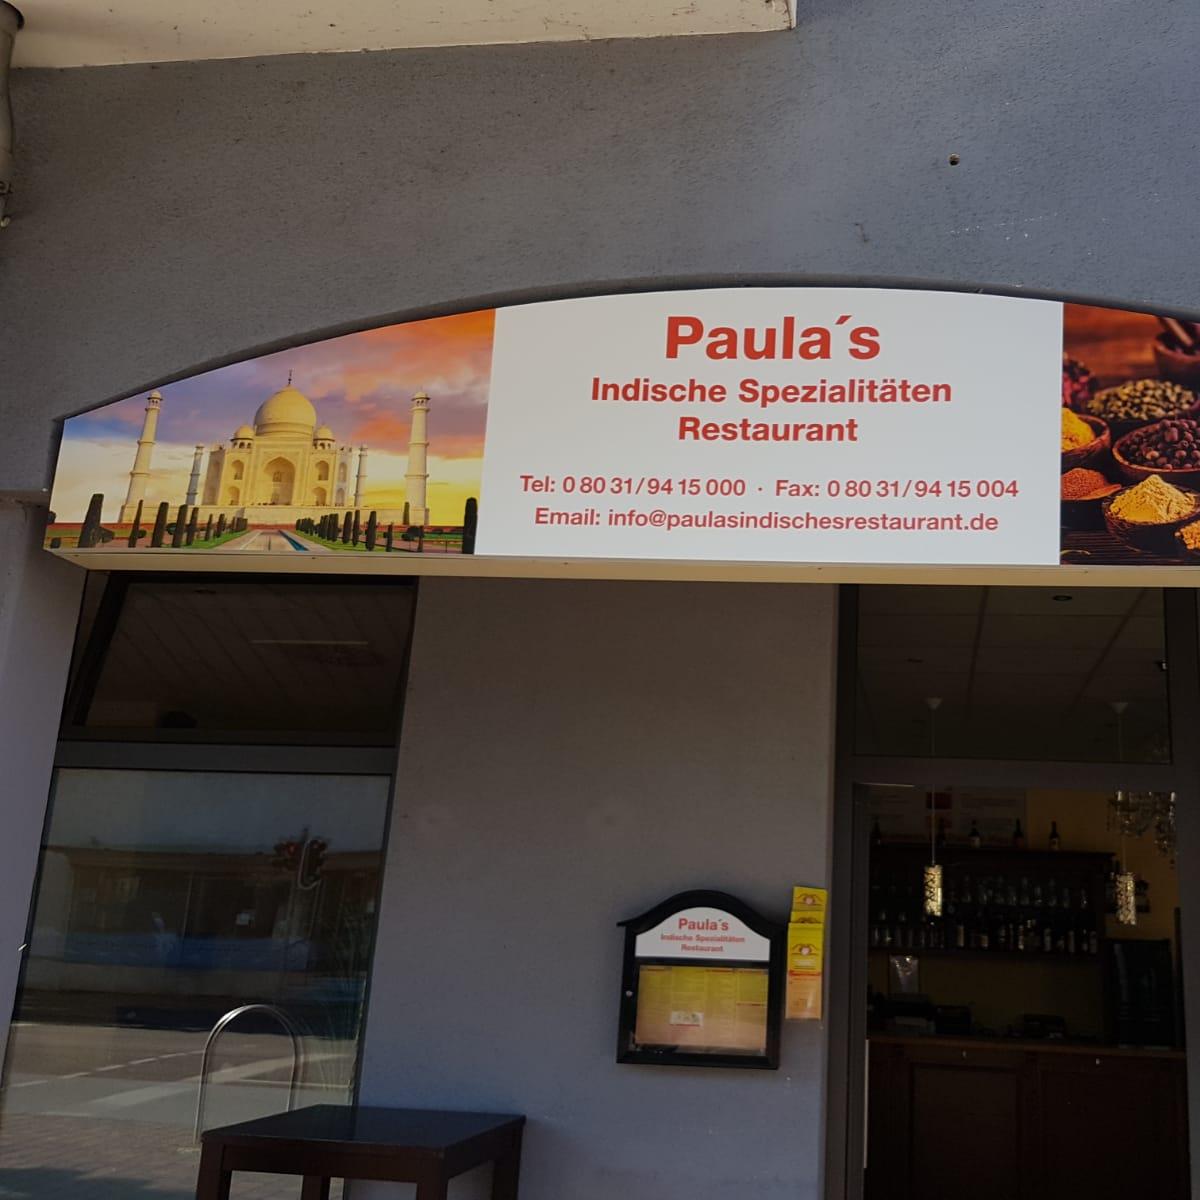 Paula´s
Indische Spezialitäten
Restaurant
Tel: 0 80 31/94 15 000 · Fax: 0 80 31/94 15 004
Email: info@paulasindischesrestaurant.de
Paula´s
Indische Spezialitäten
Restaurant